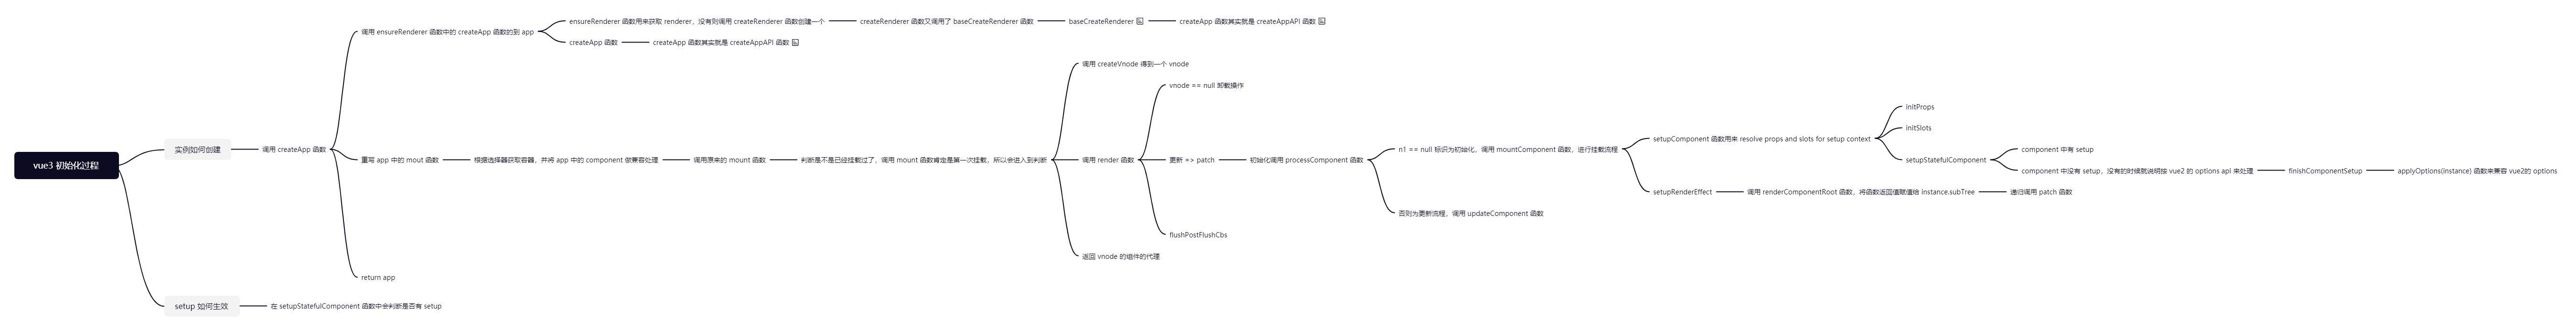 vue3 初始化过程
实例如何创建
调用 createApp 函数
调用 ensureRenderer 函数中的 createApp 函数的到 app
ensureRenderer 函数用来获取 renderer，没有则调用 createRenderer 函数创建一个
createRenderer 函数又调用了 baseCreateRenderer 函数
baseCreateRenderer
createApp 函数其实就是 createAppAPI 函数
createApp 函数
createApp 函数其实就是 createAppAPI 函数
重写 app 中的 mout 函数
根据选择器获取容器，并将 app 中的 component 做兼容处理
调用原来的 mount 函数
判断是不是已经挂载过了，调用 mount 函数肯定是第一次挂载，所以会进入到判断
调用 createVnode 得到一个 vnode
调用 render 函数
vnode == null 卸载操作
更新 => patch
初始化调用 processComponent 函数
n1 == null 标识为初始化，调用 mountComponent 函数，进行挂载流程
setupComponent 函数用来 resolve props and slots for setup context
initProps
initSlots
setupStatefulComponent
component 中有 setup
component 中没有 setup，没有的时候就说明按 vue2 的 options api 来处理
finishComponentSetup
applyOptions(instance) 函数来兼容 vue2的 options
setupRenderEffect
调用 renderComponentRoot 函数，将函数返回值赋值给 instance.subTree
递归调用 patch 函数
否则为更新流程，调用 updateComponent 函数
flushPostFlushCbs
返回 vnode 的组件的代理
return app
setup 如何生效
在 setupStatefulComponent 函数中会判断是否有 setup